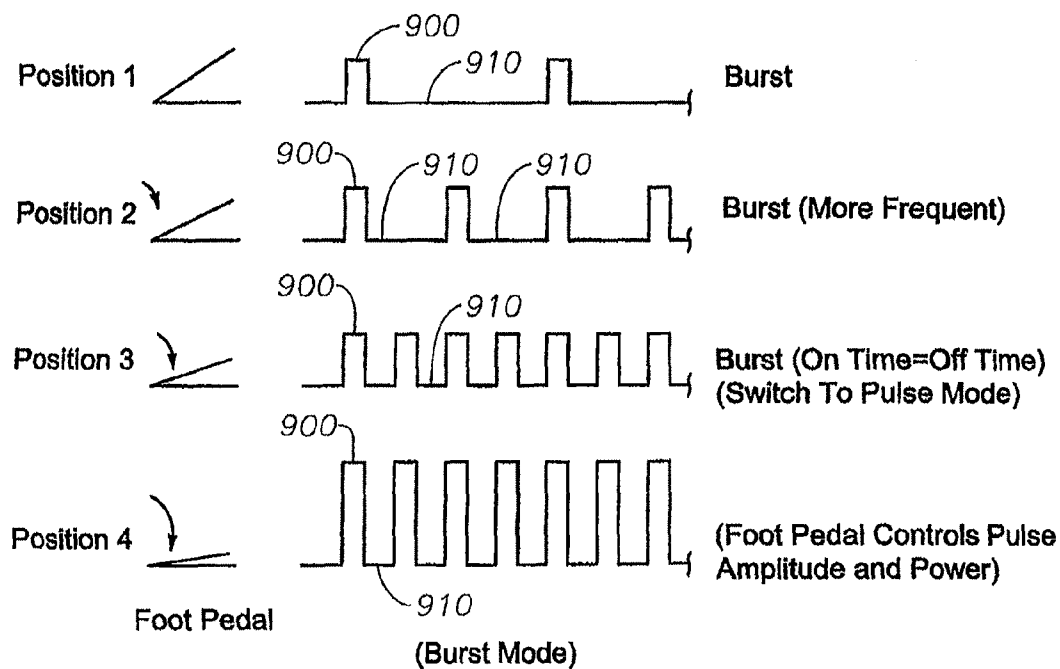 900
Position 1
910
Burst
900
910
910
Position 2
Burst (More Frequent)
900
910
Position 3
Burst (On Time=Off Time)
(Switch To Pulse Mode)
900
Position 4
(Foot Pedal Controls Pulse
Amplitude and Power)
910
Foot Pedal
(Burst Mode)